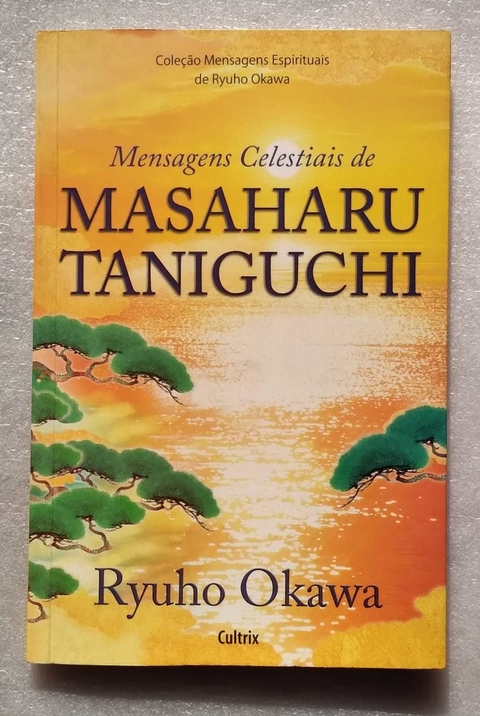 Coleção Mensagens Espirituais
de Ryuho Okawa
Mensagens Celestiais de
MASAHARU
TANIGUCHI
Ryuho Okawa
Cultrix